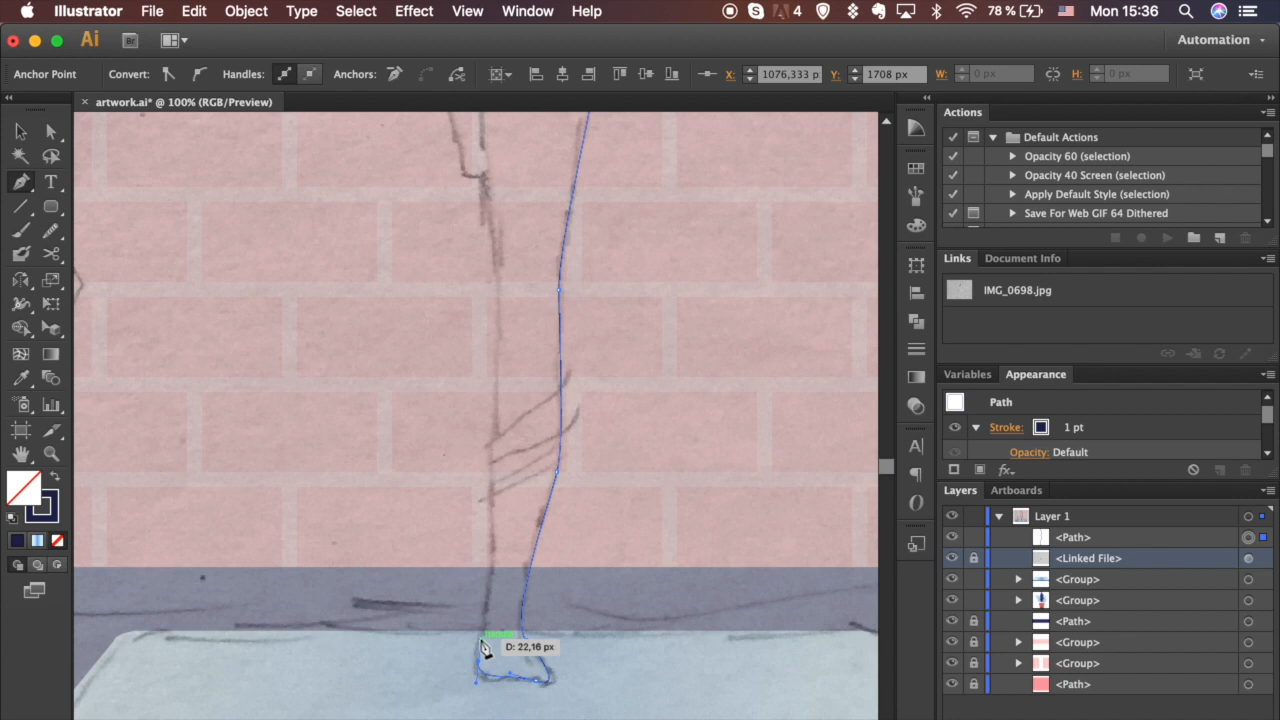 Illustrator File Edit Object Type Select Effect View Window Help 4 78 % Mon 15:36
Ai Br Automation
Anchor Point Convert: Handles: Anchors: X: 1076,333 p Y: 1708 px W: 0 px H: 0 px
× artwork.ai* @ 100% (RGB/Preview)
Actions
Default Actions
Opacity 60 (selection)
Opacity 40 Screen (selection)
Apply Default Style (selection)
Save For Web GIF 64 Dithered
Links Document Info
IMG_0698.jpg
Variables Appearance
Path
Stroke: 1 pt
Opacity: Default
fx
Layers Artboards
Layer 1
<Path>
<Linked File>
<Group>
<Group>
<Path>
<Group>
<Group>
<Path>
D: 22,16 px